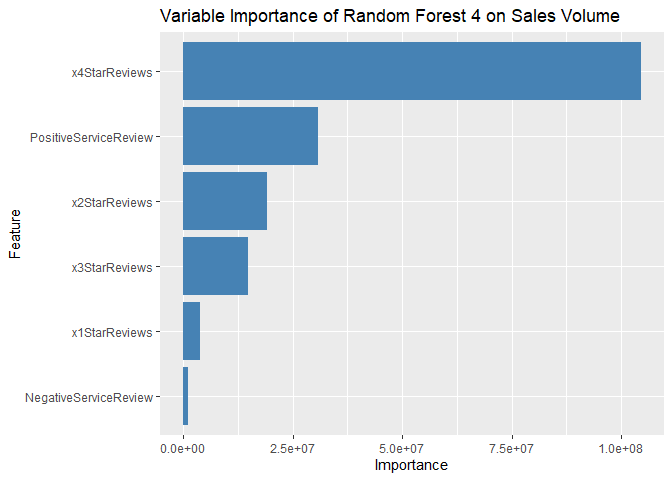 Variable Importance of Random Forest 4 on Sales Volume
x4StarReviews
PositiveServiceReview
x2StarReviews
x3StarReviews
x1StarReviews
NegativeServiceReview
Feature
0.0e+00 2.5e+07 5.0e+07 7.5e+07 1.0e+08
Importance